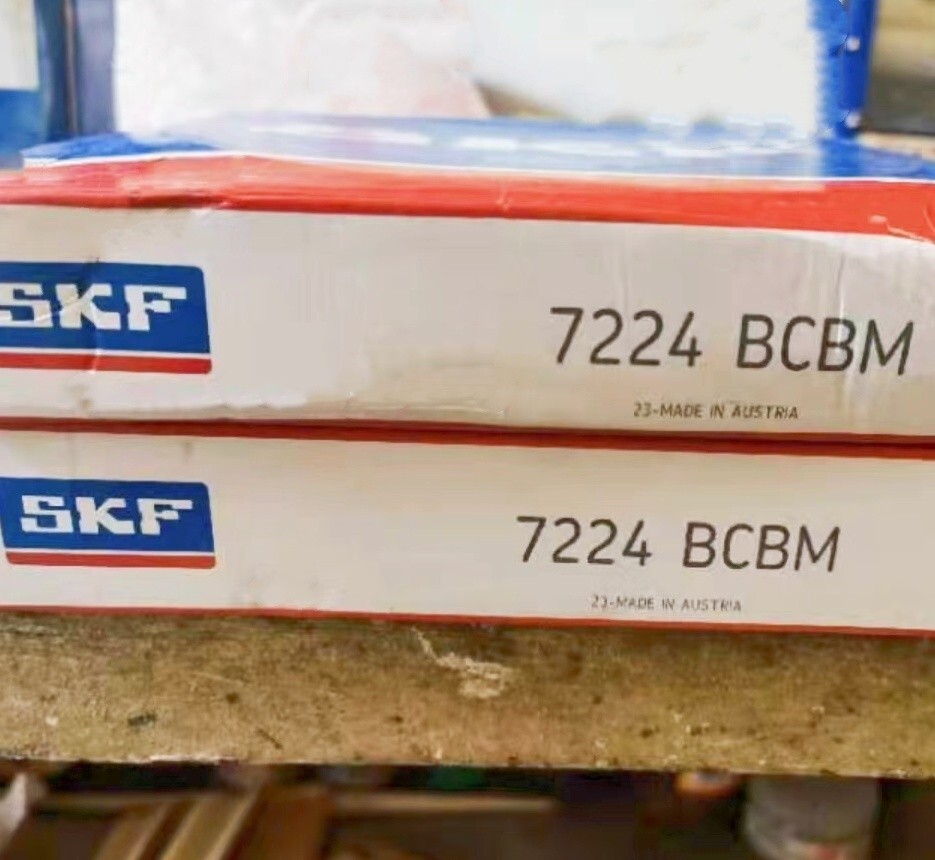 SKF
7224 BCBM
23-MADE IN AUSTRIA
SKF
7224 BCBM
23-MADE IN AUSTRIA